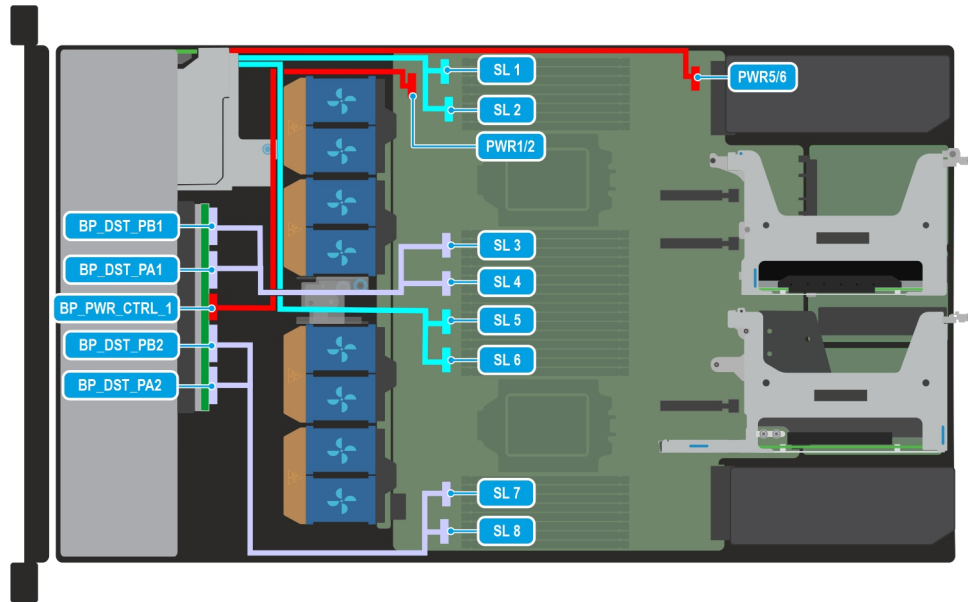 SL 1
PWR5/6
SL 2
PWR1/2
BP_DST_PB1
SL 3
BP_DST_PA1
SL 4
BP_PWR_CTRL_1
SL 5
BP_DST_PB2
SL 6
BP_DST_PA2
SL 7
SL 8